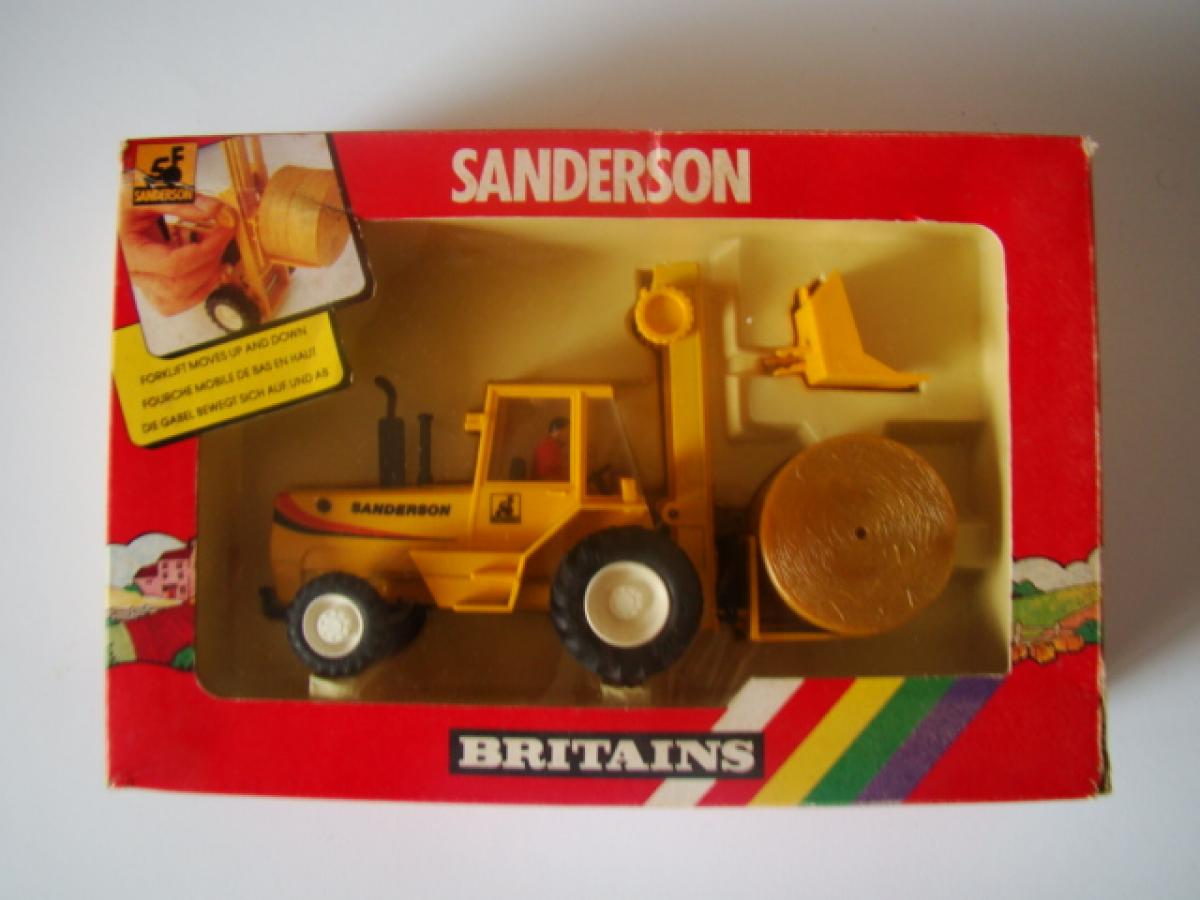 SANDERSON
SF
SANDERSON
FORKLIFT MOVES UP AND DOWN
FOURCHE MOBILE DE BAS EN HAUT
DIE GABEL BEWEGT SICH AUF UND AB
SANDERSON
BRITAINS